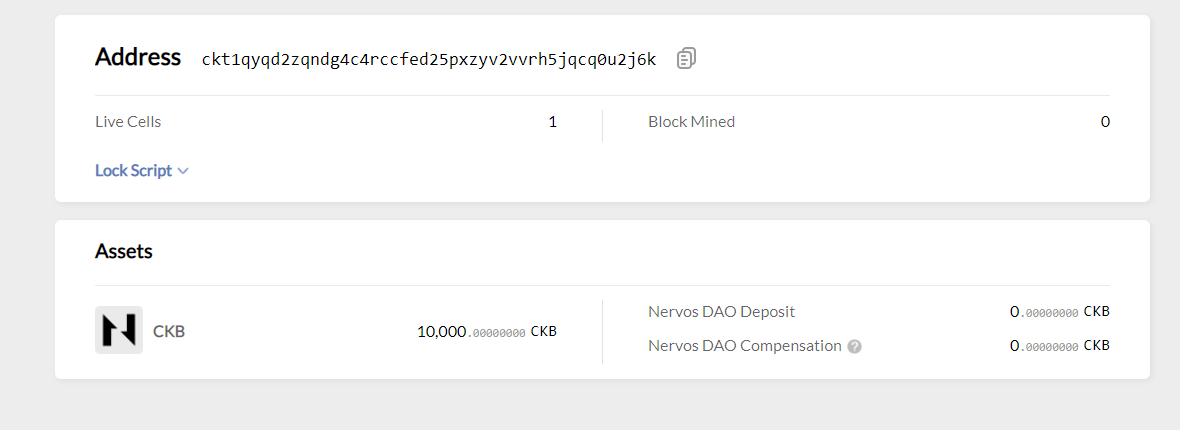 Address ckt1qyqd2zqndg4c4rccfed25pxzyv2vvrh5jqcq0u2j6k
Live Cells 1 Block Mined 0
Lock Script
Assets
CKB 10,000.00000000 CKB
Nervos DAO Deposit 0.00000000 CKB
Nervos DAO Compensation ? 0.00000000 CKB